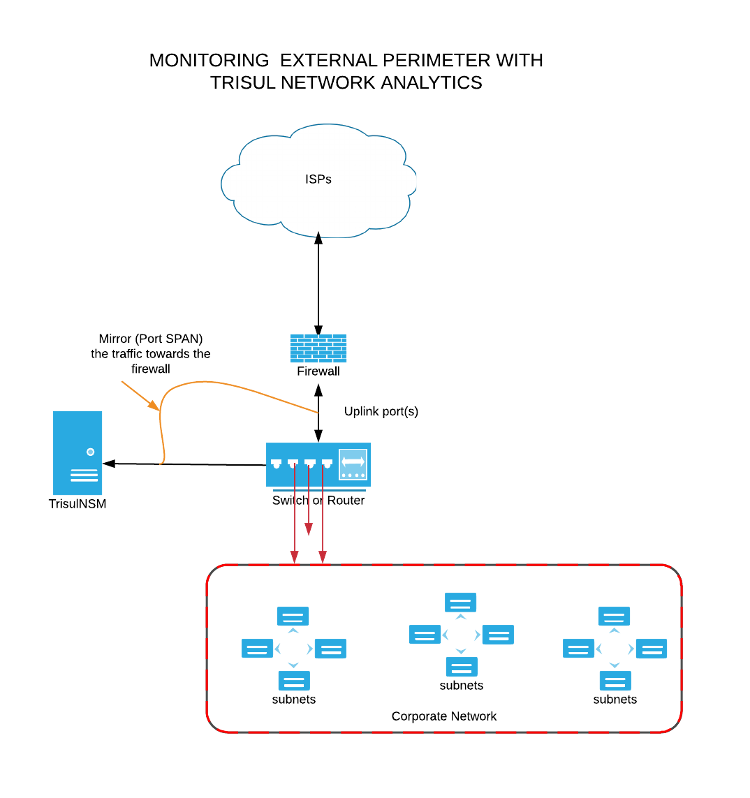 MONITORING EXTERNAL PERIMETER WITH
TRISUL NETWORK ANALYTICS
ISPs
Mirror (Port SPAN)
the traffic towards the
firewall
Firewall
Uplink port(s)
TrisulNSM
Switch or Router
subnets
subnets
subnets
Corporate Network